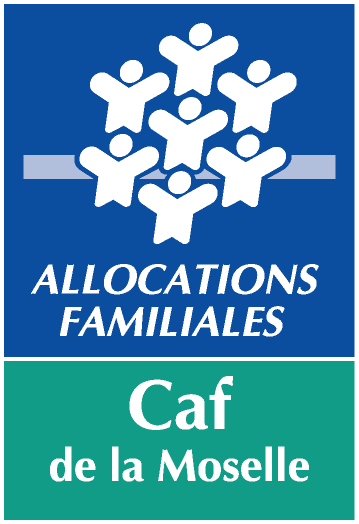 ALLOCATIONS
FAMILIALES
Caf
de la Moselle